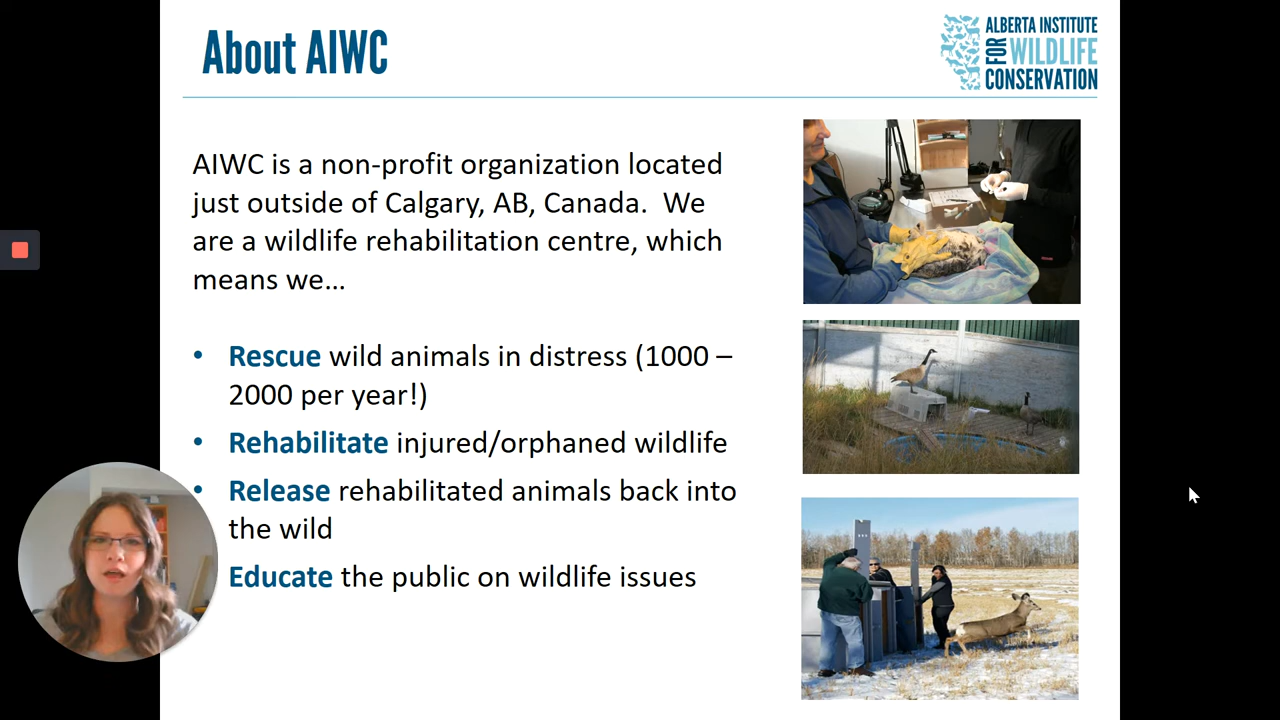 About AIWC
ALBERTA INSTITUTE
FOR WILDLIFE
CONSERVATION
AIWC is a non-profit organization located
just outside of Calgary, AB, Canada.  We
are a wildlife rehabilitation centre, which
means we…
• Rescue wild animals in distress (1000 –
2000 per year!)
• Rehabilitate injured/orphaned wildlife
• Release rehabilitated animals back into
the wild
Educate the public on wildlife issues